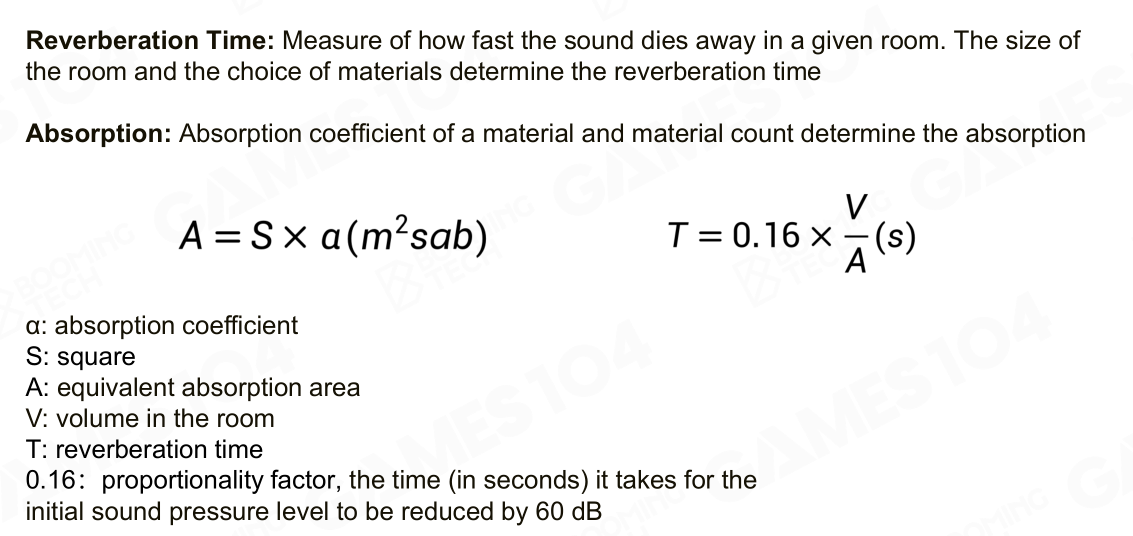 Reverberation Time: Measure of how fast the sound dies away in a given room. The size of
the room and the choice of materials determine the reverberation time
Absorption: Absorption coefficient of a material and material count determine the absorption
A = S × α(m²sab)
T = 0.16 × V/A (s)
α: absorption coefficient
S: square
A: equivalent absorption area
V: volume in the room
T: reverberation time
0.16: proportionality factor, the time (in seconds) it takes for the
initial sound pressure level to be reduced by 60 dB
GAMES104
BOOMING TECH